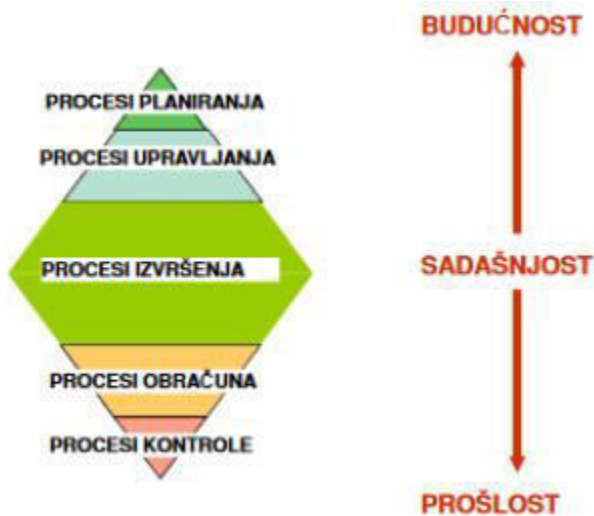 PROCESI PLANIRANJA
PROCESI UPRAVLJANJA
PROCESI IZVRŠENJA
PROCESI OBRAČUNA
PROCESI KONTROLE
BUDUĆNOST
SADAŠNJOST
PROŠLOST